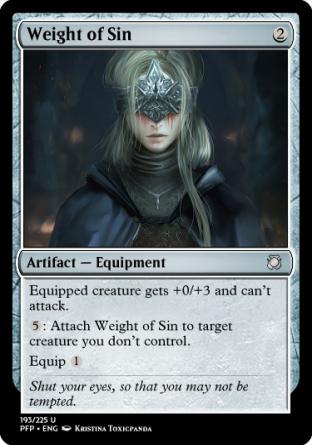 Weight of Sin 2
Artifact — Equipment
Equipped creature gets +0/+3 and can't
attack.
5 : Attach Weight of Sin to target
creature you don't control.
Equip 1
Shut your eyes, so that you may not be
tempted.
193/225 U
PFP • ENG Kristina Toxicpanda